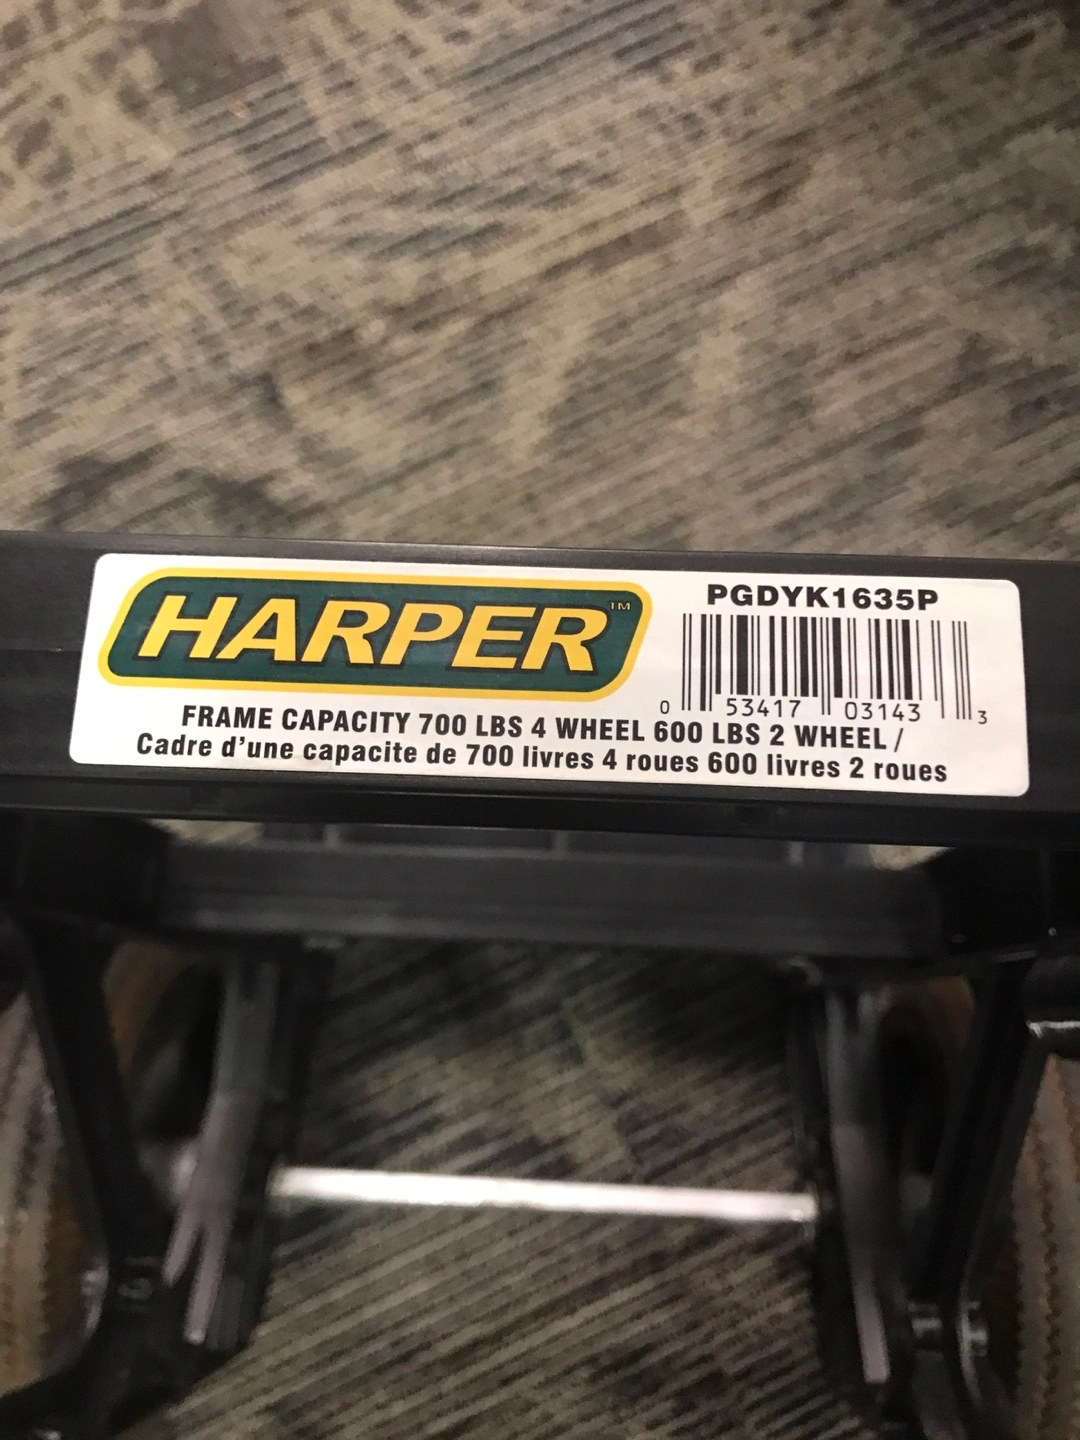 HARPER™
PGDYK1635P
0 53417 03143 3
FRAME CAPACITY 700 LBS 4 WHEEL 600 LBS 2 WHEEL /
Cadre d'une capacite de 700 livres 4 roues 600 livres 2 roues